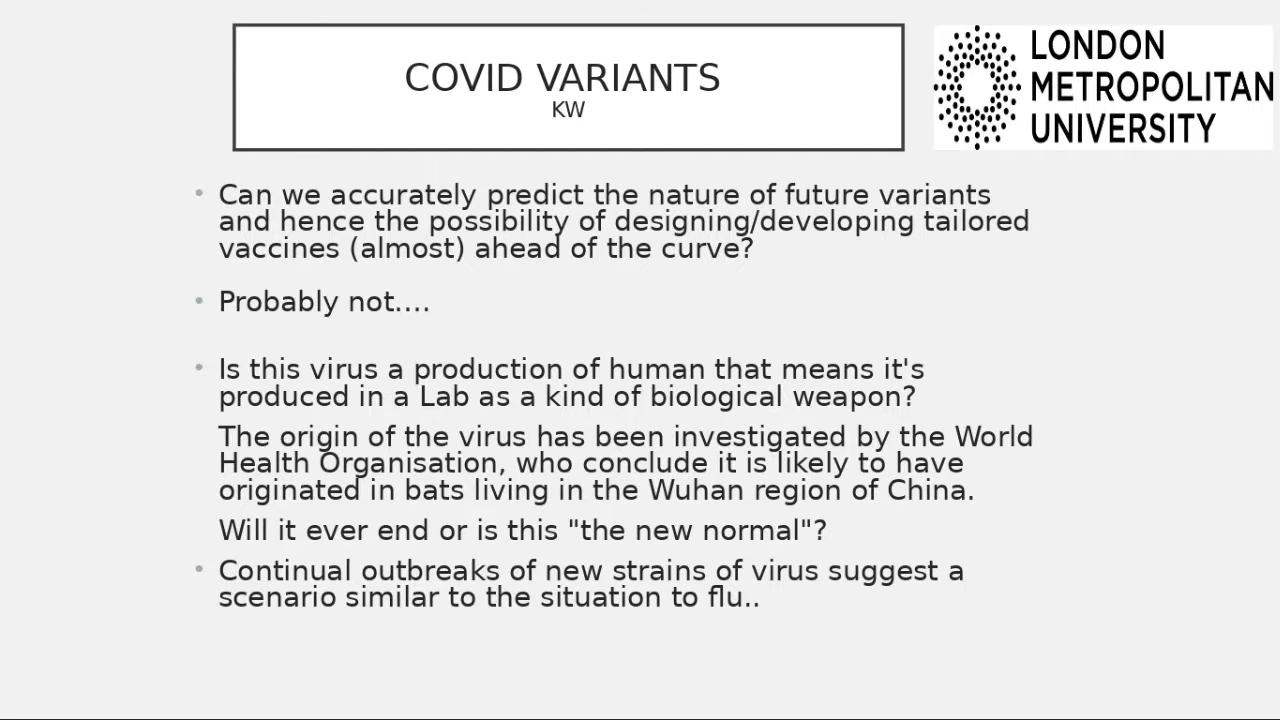 COVID VARIANTS
KW
LONDON
METROPOLITAN
UNIVERSITY
• Can we accurately predict the nature of future variants
and hence the possibility of designing/developing tailored
vaccines (almost) ahead of the curve?
• Probably not....
• Is this virus a production of human that means it's
produced in a Lab as a kind of biological weapon?
The origin of the virus has been investigated by the World
Health Organisation, who conclude it is likely to have
originated in bats living in the Wuhan region of China.
Will it ever end or is this "the new normal"?
• Continual outbreaks of new strains of virus suggest a
scenario similar to the situation to flu..